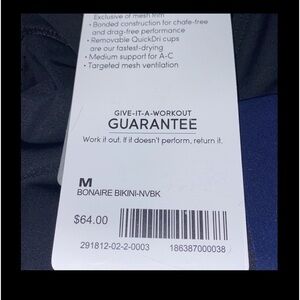 Exclusive of mesh trim
• Bonded construction for chafe-free
and drag-free performance
• Removable QuickDri cups
are our fastest-drying
• Medium support for A-C
• Targeted mesh ventilation
GIVE-IT-A-WORKOUT
GUARANTEE
Work it out. If it doesn't perform, return it.
M
BONAIRE BIKINI-NVBK
$64.00
291812-02-2-0003
186387000038